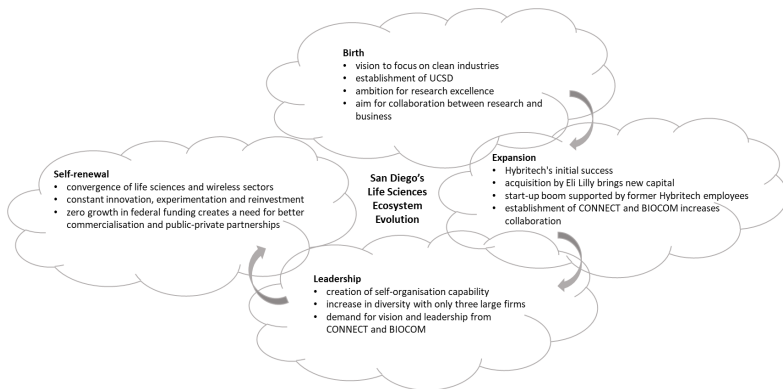 Birth
• vision to focus on clean industries
• establishment of UCSD
• ambition for research excellence
• aim for collaboration between research and
business
Self-renewal
• convergence of life sciences and wireless sectors
• constant innovation, experimentation and reinvestment
• zero growth in federal funding creates a need for better
commercialisation and public-private partnerships
San Diego's
Life Sciences
Ecosystem
Evolution
Expansion
• Hybritech's initial success
• acquisition by Eli Lilly brings new capital
• start-up boom supported by former Hybritech employees
• establishment of CONNECT and BIOCOM increases
collaboration
Leadership
• creation of self-organisation capability
• increase in diversity with only three large firms
• demand for vision and leadership from
CONNECT and BIOCOM